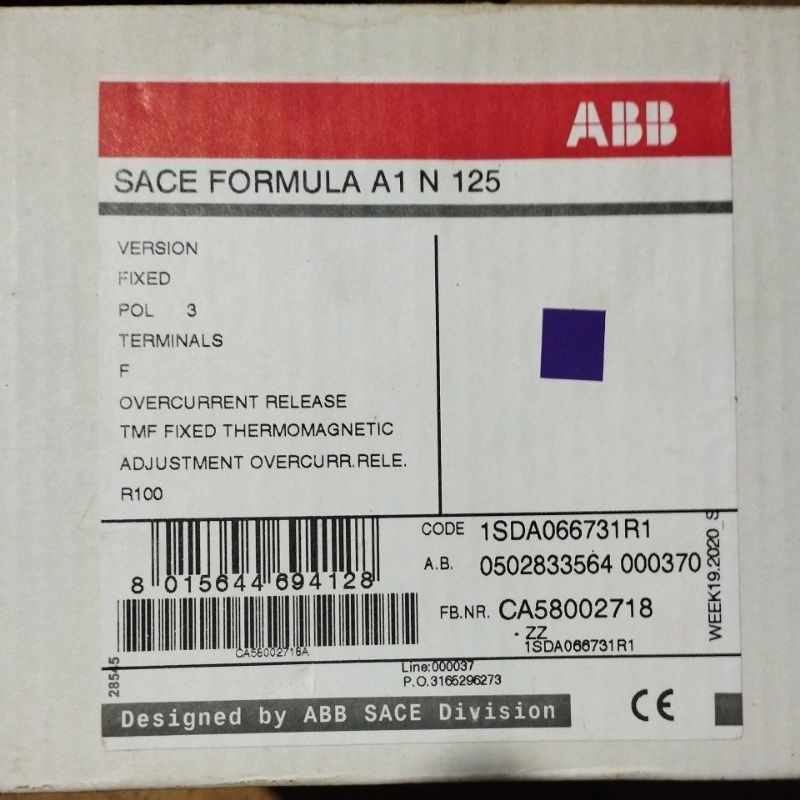 ABB
SACE FORMULA A1 N 125
VERSION
FIXED
POL 3
TERMINALS
F
OVERCURRENT RELEASE
TMF FIXED THERMOMAGNETIC
ADJUSTMENT OVERCURR.RELE.
R100
CODE 1SDA066731R1
A.B. 0502833564 000370
FB.NR. CA58002718
- ZZ
1SDA066731R1
WEEK19.2020_S
8 015644 694128
CA58002718A
28545
Line:000037
P.O.3165296273
Designed by ABB SACE Division
CE